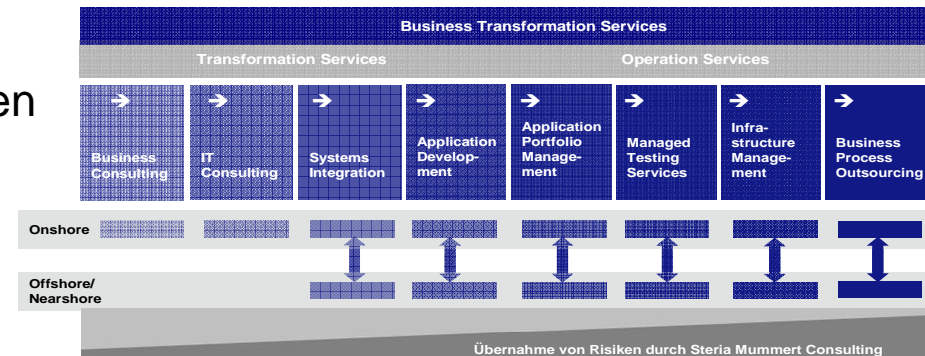 Business Transformation Services
Transformation Services Operation Services
en
➔ ➔ ➔ ➔ ➔ ➔ ➔ ➔
Business
Consulting
IT
Consulting
Systems
Integration
Application
Develop-
ment
Application
Portfolio
Manage-
ment
Managed
Testing
Services
Infra-
structure
Manage-
ment
Business
Process
Outsourcing
Onshore
Offshore/
Nearshore
Übernahme von Risiken durch Steria Mummert Consulting